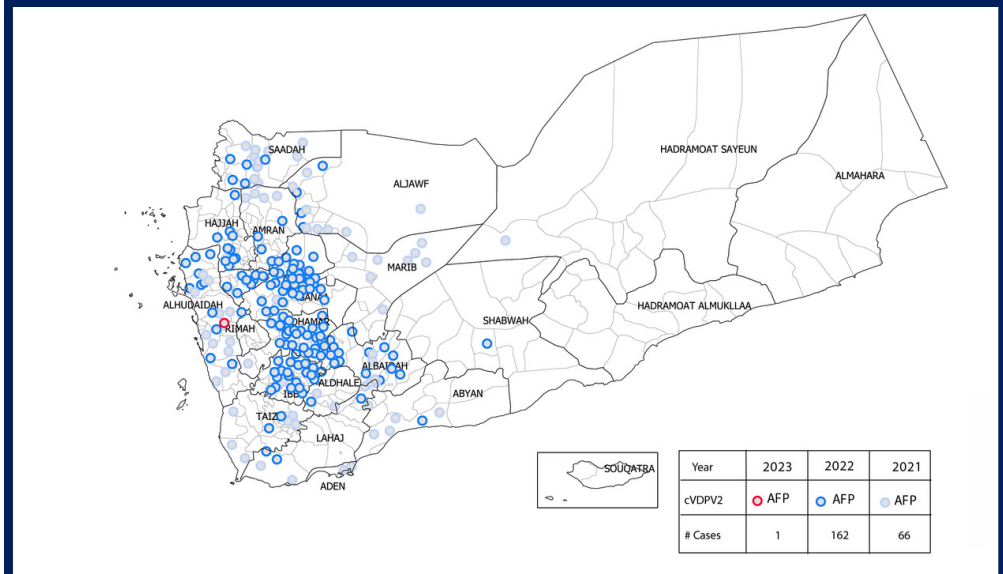 SAADAH
HADRAMOAT SAYEUN
ALJAWF
ALMAHARA
HAJJAH
AMRAN
MARIB
ALHUDAIDAH
HADRAMOAT ALMUKLLAA
SHABWAH
RIMAH
DHAMAR
ALBAIDAH
ALDHALE
IBB
ABYAN
TAIZ
LAHAJ
ADEN
SOUQATRA
Year 2023 2022 2021
cVDPV2 AFP AFP AFP
# Cases 1 162 66